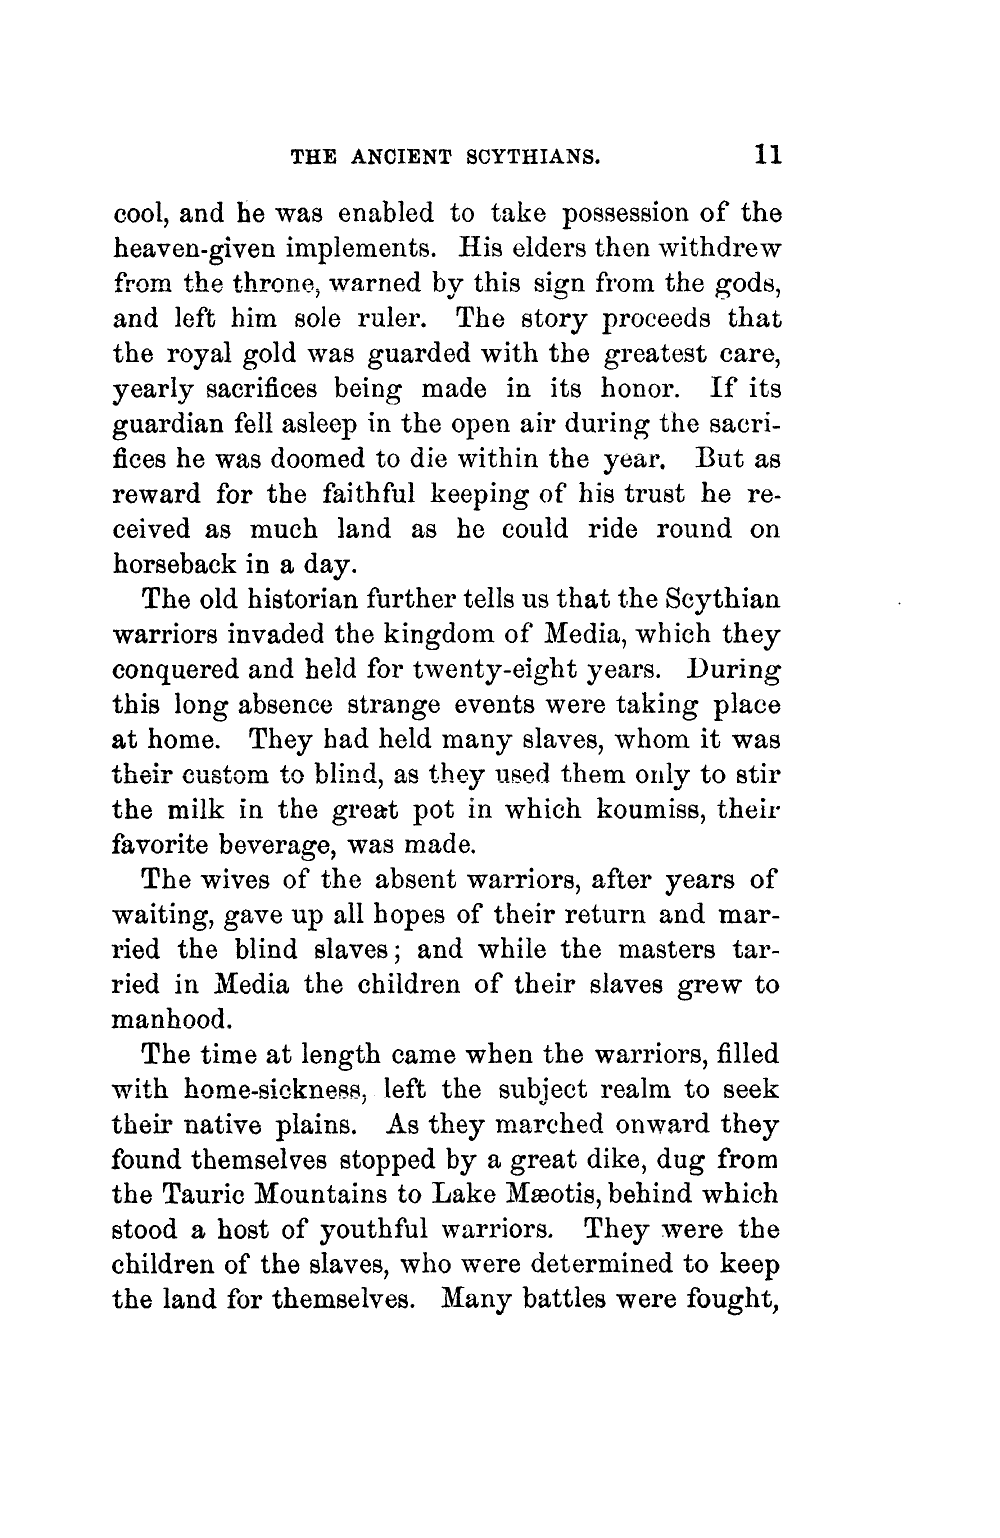 THE ANCIENT SCYTHIANS. 11
cool, and he was enabled to take possession of the
heaven-given implements. His elders then withdrew
from the throne, warned by this sign from the gods,
and left him sole ruler. The story proceeds that
the royal gold was guarded with the greatest care,
yearly sacrifices being made in its honor. If its
guardian fell asleep in the open air during the sacri-
fices he was doomed to die within the year. But as
reward for the faithful keeping of his trust he re-
ceived as much land as he could ride round on
horseback in a day.
The old historian further tells us that the Scythian
warriors invaded the kingdom of Media, which they
conquered and held for twenty-eight years. During
this long absence strange events were taking place
at home. They had held many slaves, whom it was
their custom to blind, as they used them only to stir
the milk in the great pot in which koumiss, their
favorite beverage, was made.
The wives of the absent warriors, after years of
waiting, gave up all hopes of their return and mar-
ried the blind slaves; and while the masters tar-
ried in Media the children of their slaves grew to
manhood.
The time at length came when the warriors, filled
with home-sickness, left the subject realm to seek
their native plains. As they marched onward they
found themselves stopped by a great dike, dug from
the Tauric Mountains to Lake Mæotis, behind which
stood a host of youthful warriors. They were the
children of the slaves, who were determined to keep
the land for themselves. Many battles were fought,